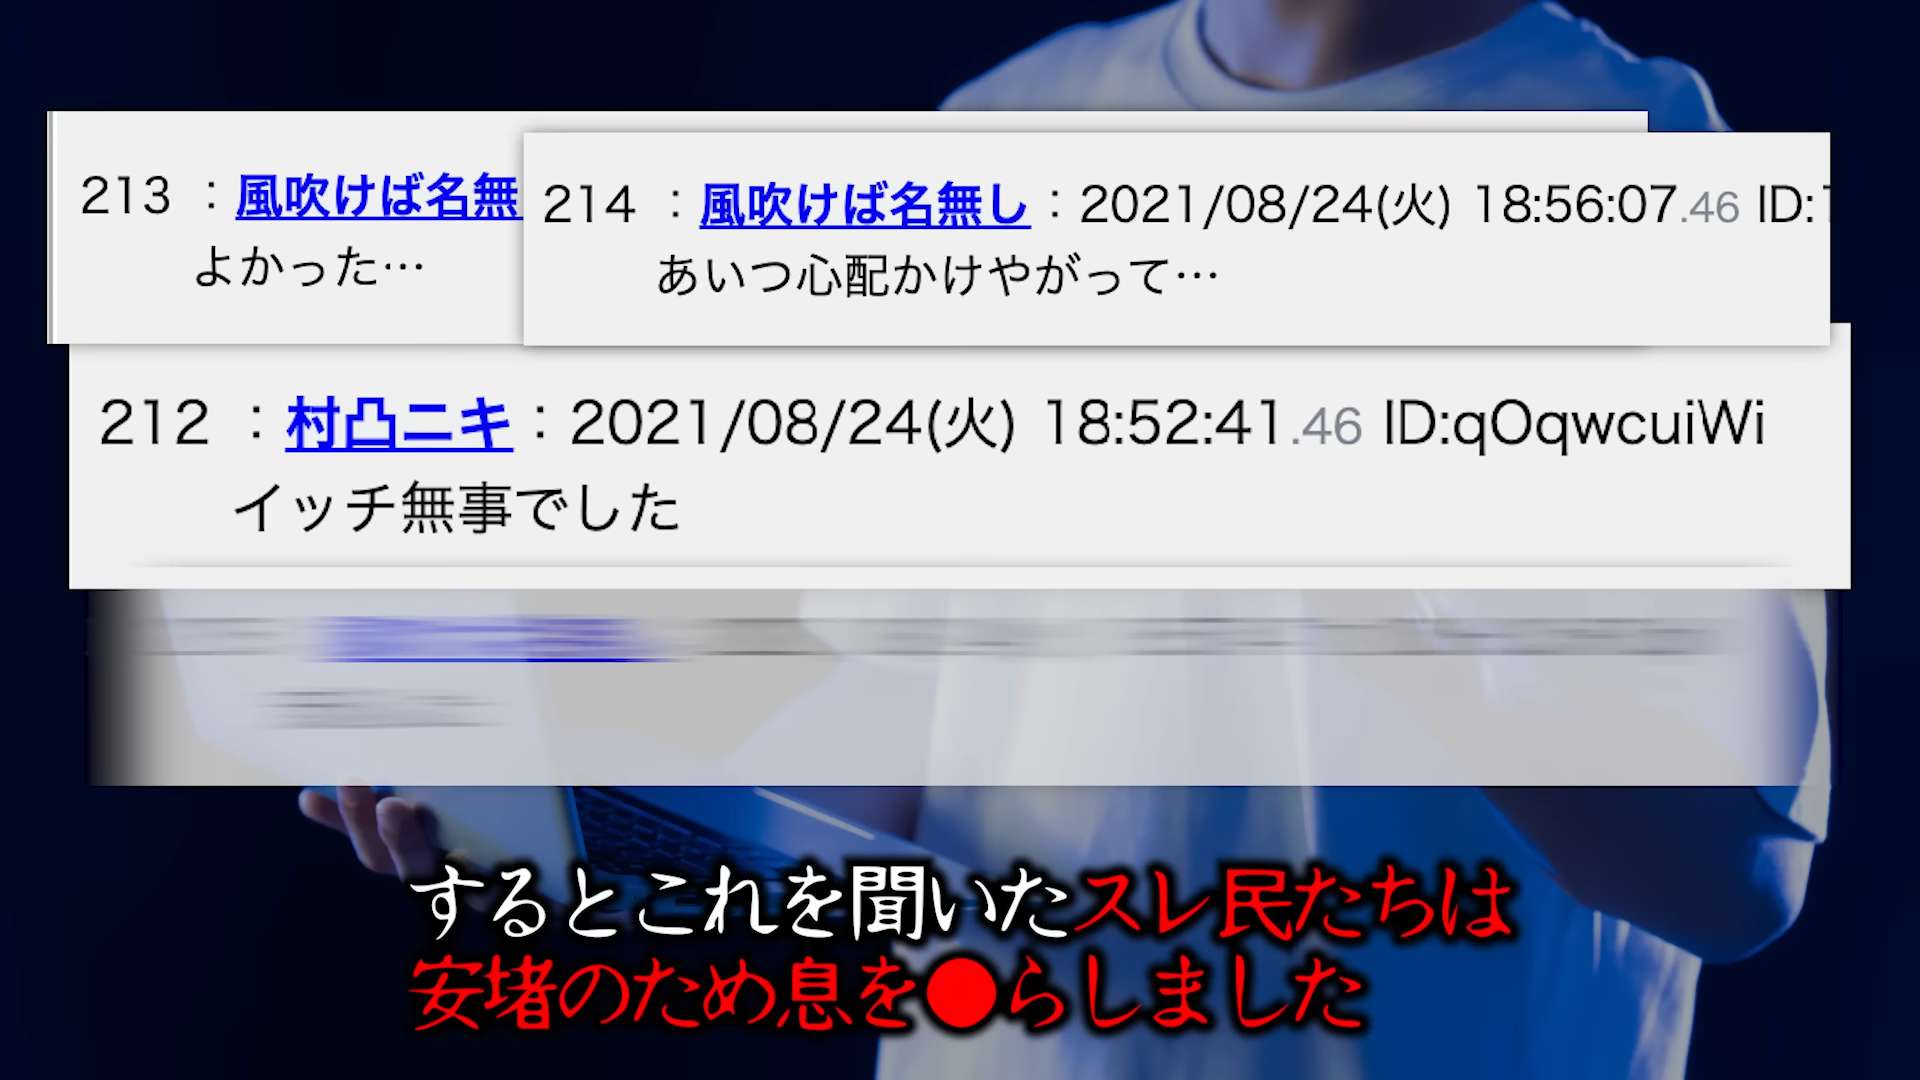 213 ：風吹けば名無
よかった…
214 ：風吹けば名無し：2021/08/24(火) 18:56:07.46 ID:
あいつ心配かけやがって…
212 ：村凸ニキ：2021/08/24(火) 18:52:41.46 ID:qOqwcuiWi
イッチ無事でした
するとこれを聞いたスレ民たちは
安堵のため息を●らしました